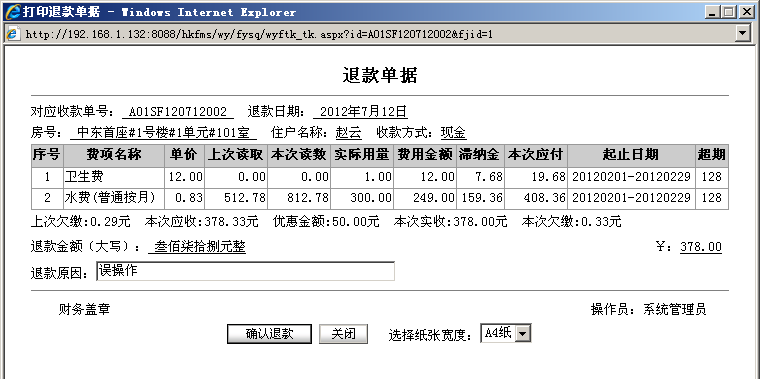 打印退款单据 - Windows Internet Explorer
http://192.168.1.132:8088/hkfms/wy/fysq/wyftk_tk.aspx?id=A01SF120712002&fjid=1
退款单据
对应收款单号： A01SF120712002 退款日期： 2012年7月12日
房号： 中东首座#1号楼#1单元#101室 住户名称：赵云 收款方式：现金
序号 费项名称 单价 上次读取 本次读数 实际用量 费用金额 滞纳金 本次应付 起止日期 超期
1 卫生费 12.00 0.00 0.00 1.00 12.00 7.68 19.68 20120201-20120229 128
2 水费(普通按月) 0.83 512.78 812.78 300.00 249.00 159.36 408.36 20120201-20120229 128
上次欠缴:0.29元 本次应收:378.33元 优惠金额:50.00元 本次实收:378.00元 本次欠缴:0.33元
退款金额（大写）： 叁佰柒拾捌元整 ￥：378.00
退款原因：误操作
财务盖章 操作员：系统管理员
确认退款 关闭 选择纸张宽度： A4纸